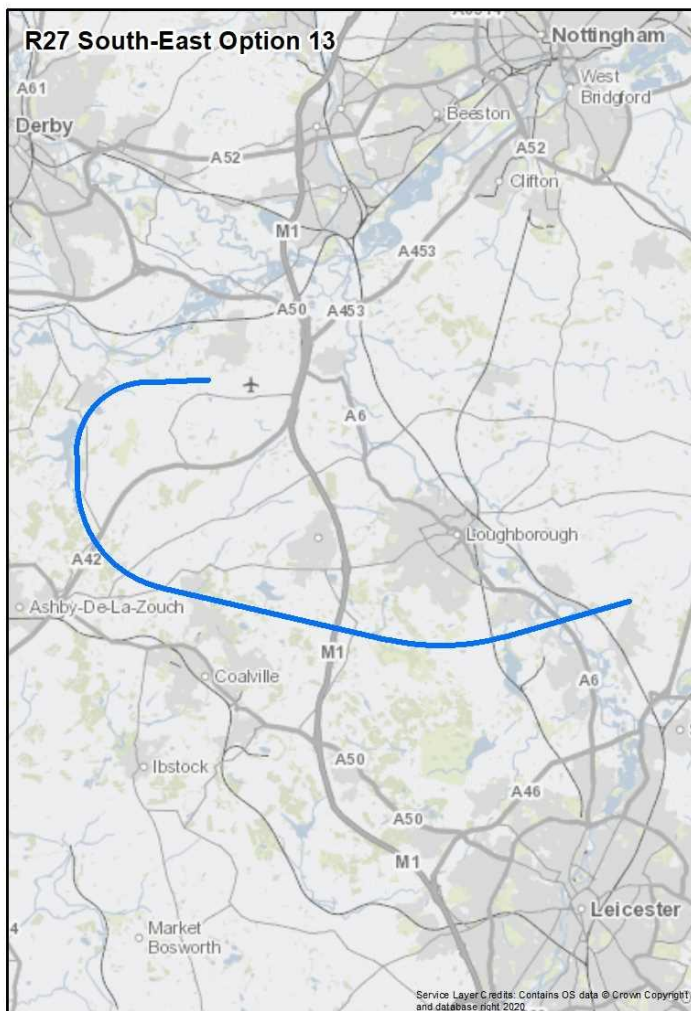 R27 South-East Option 13
Nottingham
A61
West
Bridgford
Derby
Beeston
A52
A52
Clifton
M1
A453
A50
A453
A6
Loughborough
A42
Ashby-De-La-Zouch
M1
Coalville
A6
Ibstock
A50
A46
A50
M1
Leicester
Market
Bosworth
Service Layer Credits: Contains OS data © Crown Copyright
and database right 2020